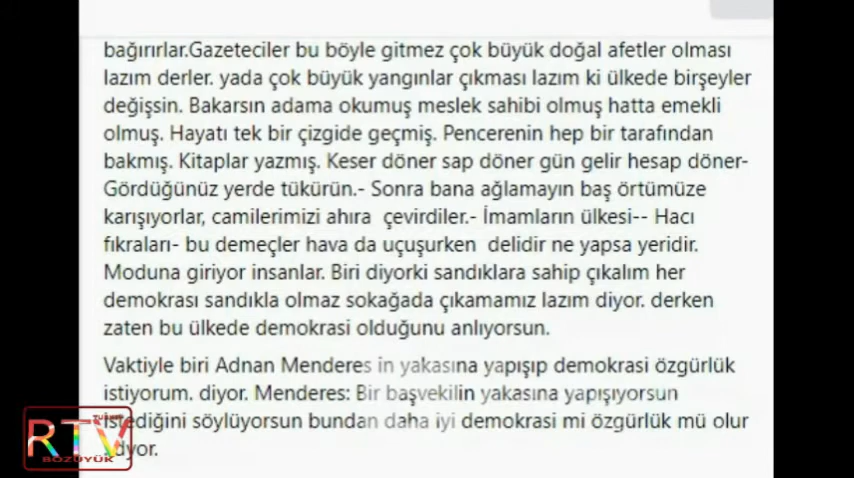 bağırırlar.Gazeteciler bu böyle gitmez çok büyük doğal afetler olması
lazım derler. yada çok büyük yangınlar çıkması lazım ki ülkede birşeyler
değişsin. Bakarsın adama okumuş meslek sahibi olmuş hatta emekli
olmuş. Hayatı tek bir çizgide geçmiş. Pencerenin hep bir tarafından
bakmış. Kitaplar yazmış. Keser döner sap döner gün gelir hesap döner-
Gördüğünüz yerde tükürün.- Sonra bana ağlamayın baş örtümüze
karışıyorlar, camilerimizi ahıra çevirdiler.- İmamların ülkesi-- Hacı
fıkraları- bu demeçler hava da uçuşurken delidir ne yapsa yeridir.
Moduna giriyor insanlar. Biri diyorki sandıklara sahip çıkalım her
demokrası sandıkla olmaz sokağada çıkamamız lazım diyor. derken
zaten bu ülkede demokrasi olduğunu anlıyorsun.
Vaktiyle biri Adnan Menderes in yakasına yapışıp demokrasi özgürlük
istiyorum. diyor. Menderes: Bir başvekilin yakasına yapışıyorsun
istediğini söylüyorsun bundan daha iyi demokrasi mi özgürlük mü olur
diyor.
RTV
BOZÜYÜK